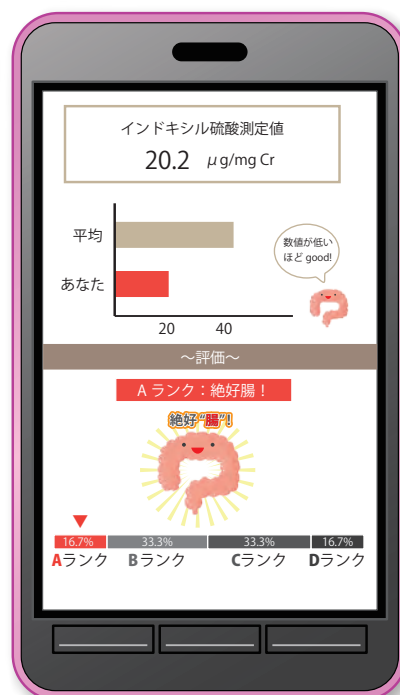 インドキシル硫酸測定値
20.2 μg/mg Cr
平均
あなた
20 40
数値が低い
ほど good!
～評価～
A ランク：絶好腸！
絶好“腸”！
16.7% 33.3% 33.3% 16.7%
Aランク Bランク Cランク Dランク